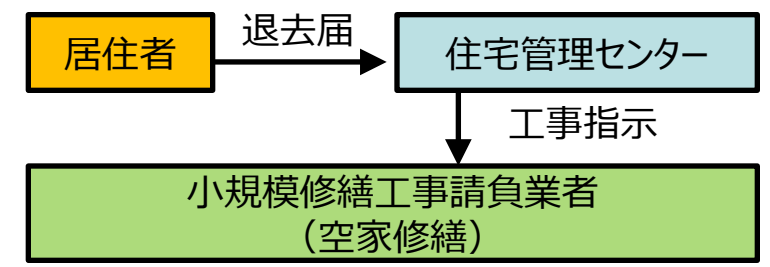 居住者
退去届
住宅管理センター
工事指示
小規模修繕工事請負業者
（空家修繕）